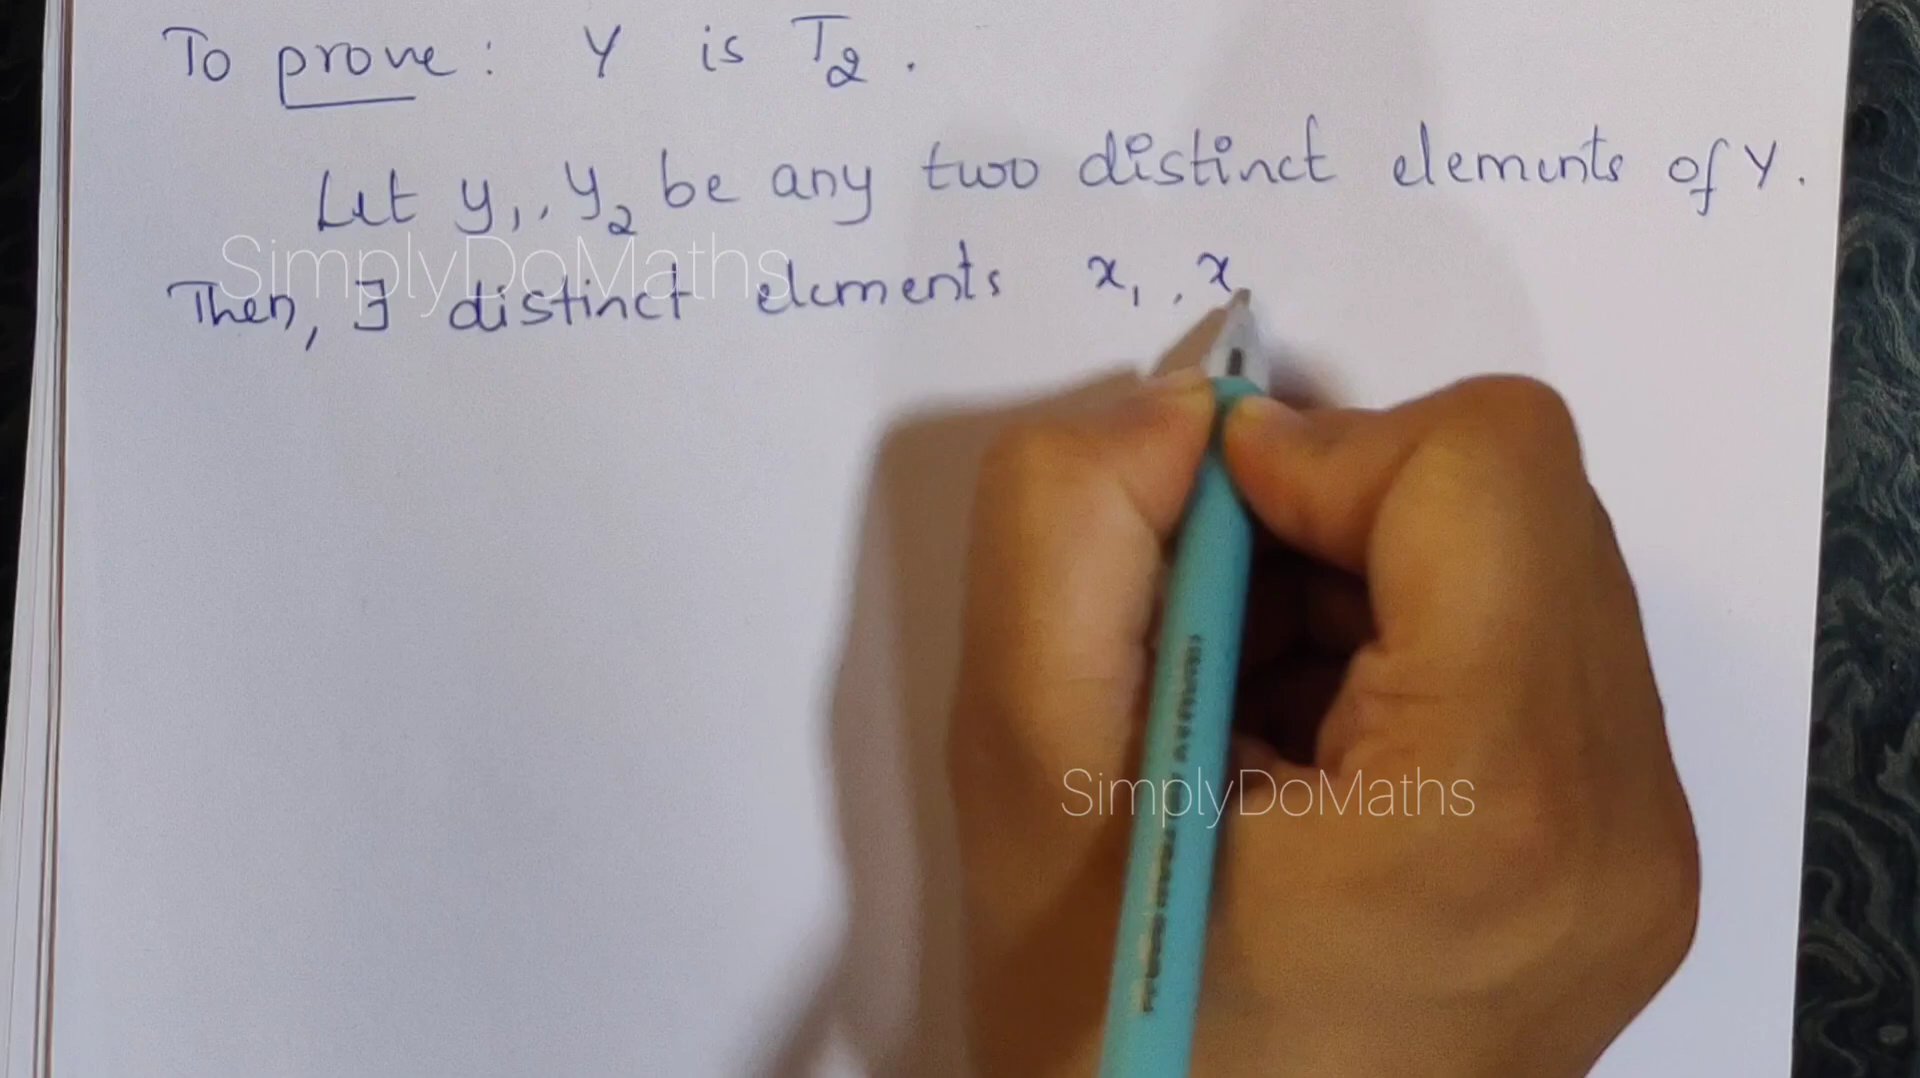 To prove: Y is T₂.
Let y₁, y₂ be any two distinct elements of Y.
SimplyDoMaths
Then, ∃ distinct elements x₁, x
SimplyDoMaths